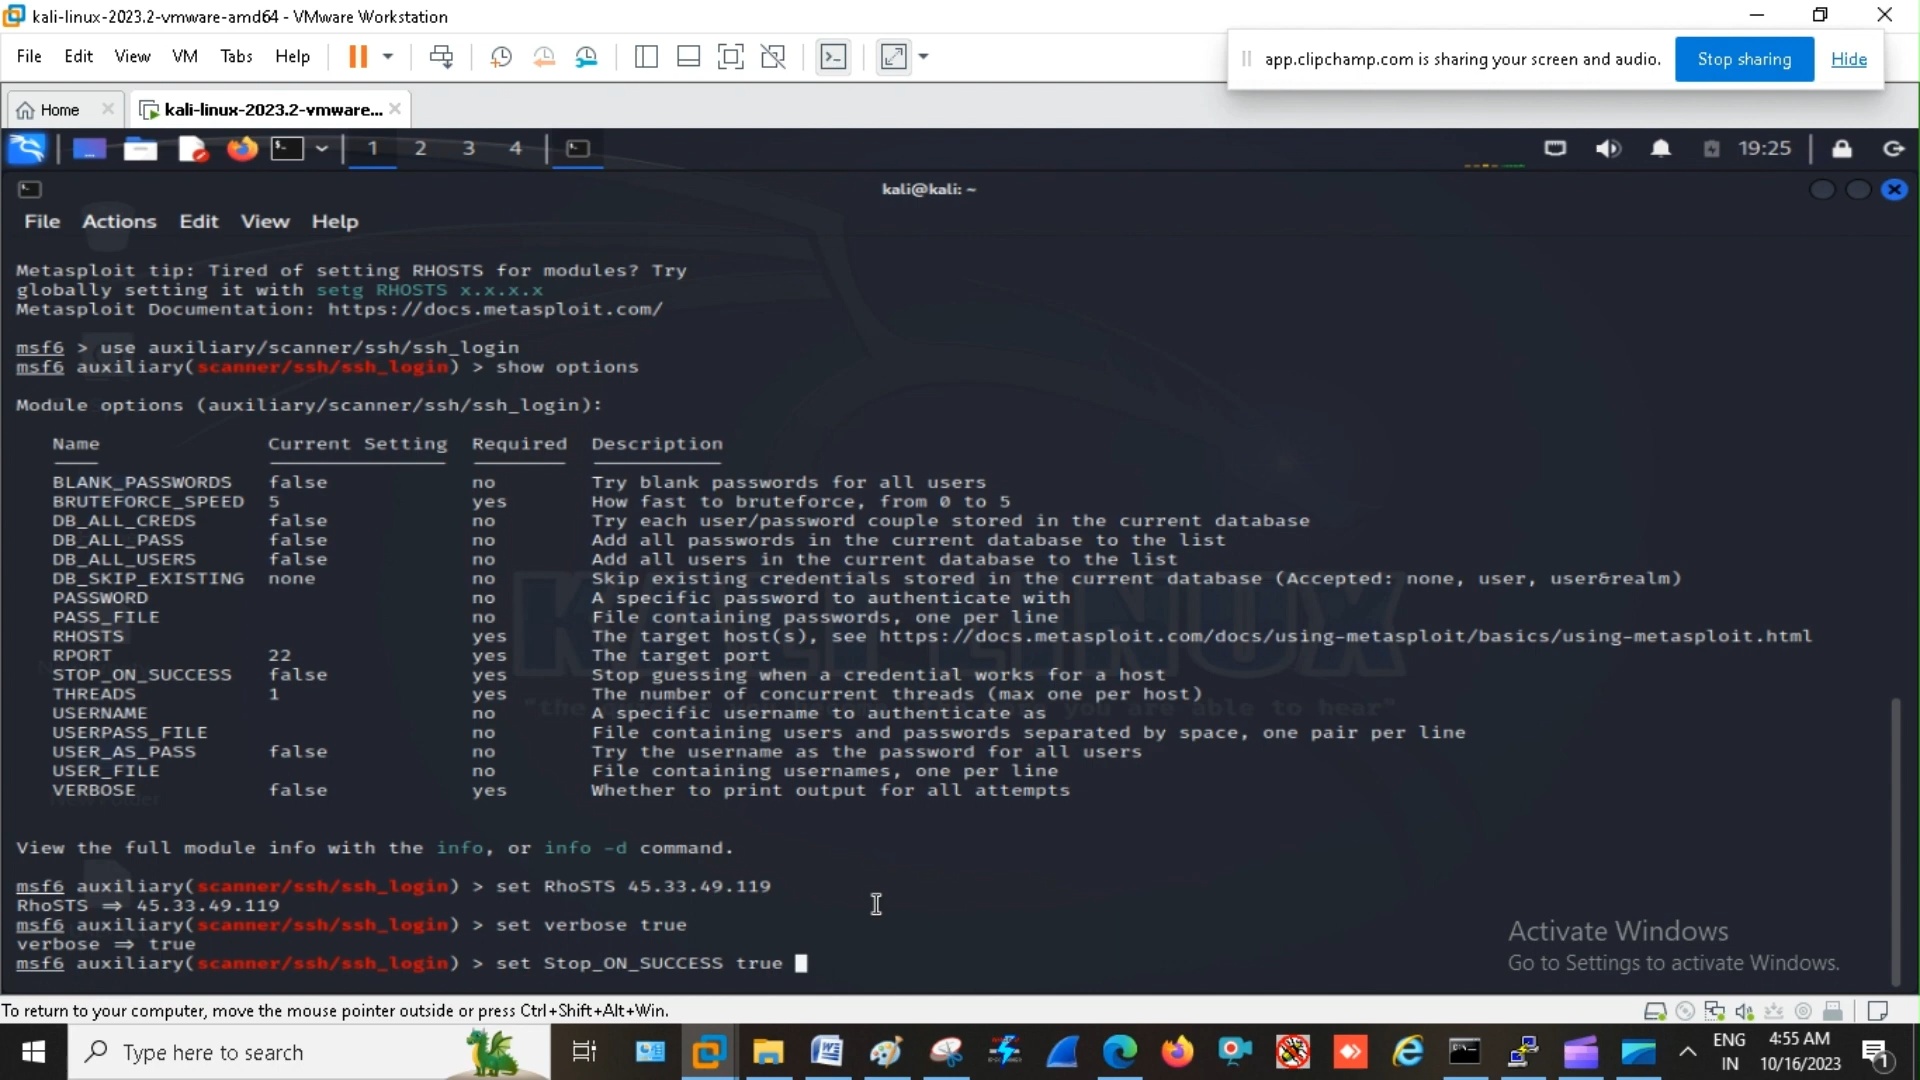 kali-linux-2023.2-vmware-amd64 - VMware Workstation
File Edit View VM Tabs Help
app.clipchamp.com is sharing your screen and audio. Stop sharing Hide
Home kali-linux-2023.2-vmware...
1 2 3 4 19:25
kali@kali: ~
File Actions Edit View Help
Metasploit tip: Tired of setting RHOSTS for modules? Try
globally setting it with setg RHOSTS x.x.x.x
Metasploit Documentation: https://docs.metasploit.com/
msf6 > use auxiliary/scanner/ssh/ssh_login
msf6 auxiliary(scanner/ssh/ssh_login) > show options
Module options (auxiliary/scanner/ssh/ssh_login):
Name Current Setting Required Description
BLANK_PASSWORDS false no Try blank passwords for all users
BRUTEFORCE_SPEED 5 yes How fast to bruteforce, from 0 to 5
DB_ALL_CREDS false no Try each user/password couple stored in the current database
DB_ALL_PASS false no Add all passwords in the current database to the list
DB_ALL_USERS false no Add all users in the current database to the list
DB_SKIP_EXISTING none no Skip existing credentials stored in the current database (Accepted: none, user, user&realm)
PASSWORD no A specific password to authenticate with
PASS_FILE no File containing passwords, one per line
RHOSTS yes The target host(s), see https://docs.metasploit.com/docs/using-metasploit/basics/using-metasploit.html
RPORT 22 yes The target port
STOP_ON_SUCCESS false yes Stop guessing when a credential works for a host
THREADS 1 yes The number of concurrent threads (max one per host)
USERNAME no A specific username to authenticate as
USERPASS_FILE no File containing users and passwords separated by space, one pair per line
USER_AS_PASS false no Try the username as the password for all users
USER_FILE no File containing usernames, one per line
VERBOSE false yes Whether to print output for all attempts
View the full module info with the info, or info -d command.
msf6 auxiliary(scanner/ssh/ssh_login) > set RhoSTS 45.33.49.119
RhoSTS ⇒ 45.33.49.119
msf6 auxiliary(scanner/ssh/ssh_login) > set verbose true
verbose ⇒ true
msf6 auxiliary(scanner/ssh/ssh_login) > set Stop_ON_SUCCESS true
KALI LINUX
Activate Windows
Go to Settings to activate Windows.
To return to your computer, move the mouse pointer outside or press Ctrl+Shift+Alt+Win.
Type here to search
ENG 4:55 AM
IN 10/16/2023 1